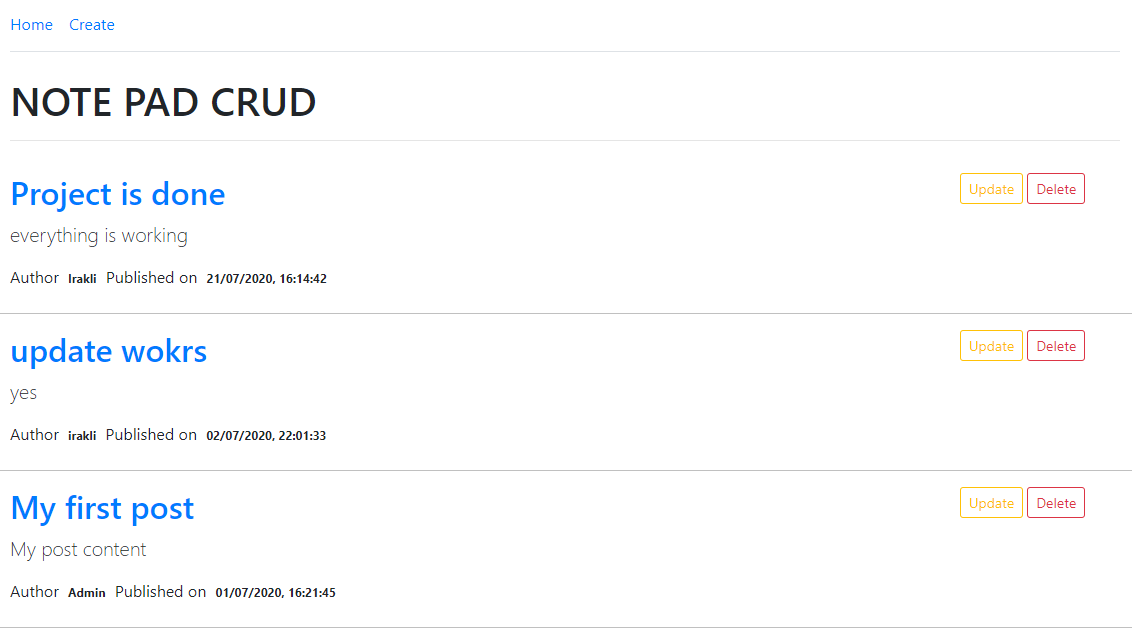 Home Create
NOTE PAD CRUD
Project is done Update Delete
everything is working
Author Irakli Published on 21/07/2020, 16:14:42
update wokrs Update Delete
yes
Author irakli Published on 02/07/2020, 22:01:33
My first post Update Delete
My post content
Author Admin Published on 01/07/2020, 16:21:45